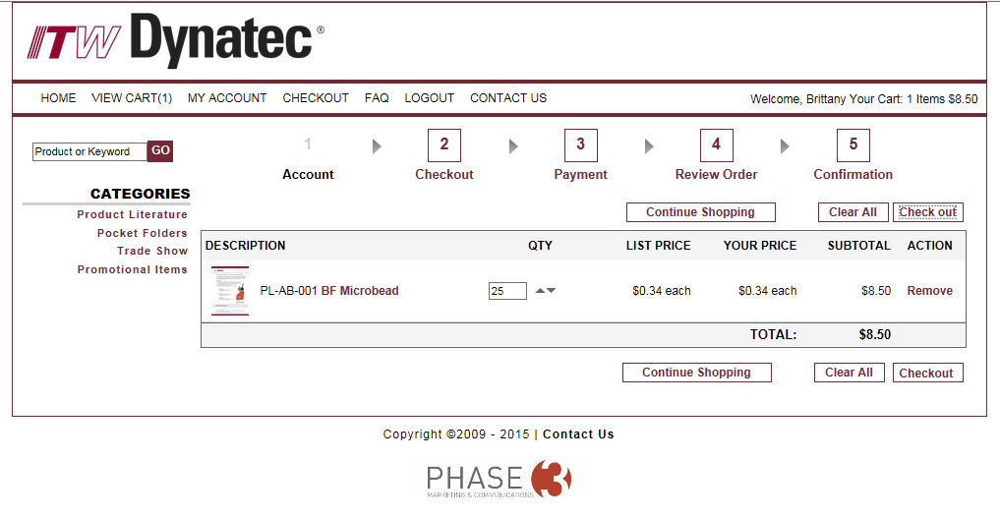 ITW Dynatec®
HOME VIEW CART(1) MY ACCOUNT CHECKOUT FAQ LOGOUT CONTACT US Welcome, Brittany Your Cart: 1 Items $8.50
Product or Keyword GO
1 2 3 4 5
Account Checkout Payment Review Order Confirmation
CATEGORIES
Product Literature
Pocket Folders
Trade Show
Promotional Items
Continue Shopping Clear All Check out
DESCRIPTION QTY LIST PRICE YOUR PRICE SUBTOTAL ACTION
PL-AB-001 BF Microbead 25 $0.34 each $0.34 each $8.50 Remove
TOTAL: $8.50
Continue Shopping Clear All Checkout
Copyright ©2009 - 2015 | Contact Us
PHASE 3
MARKETING & COMMUNICATIONS